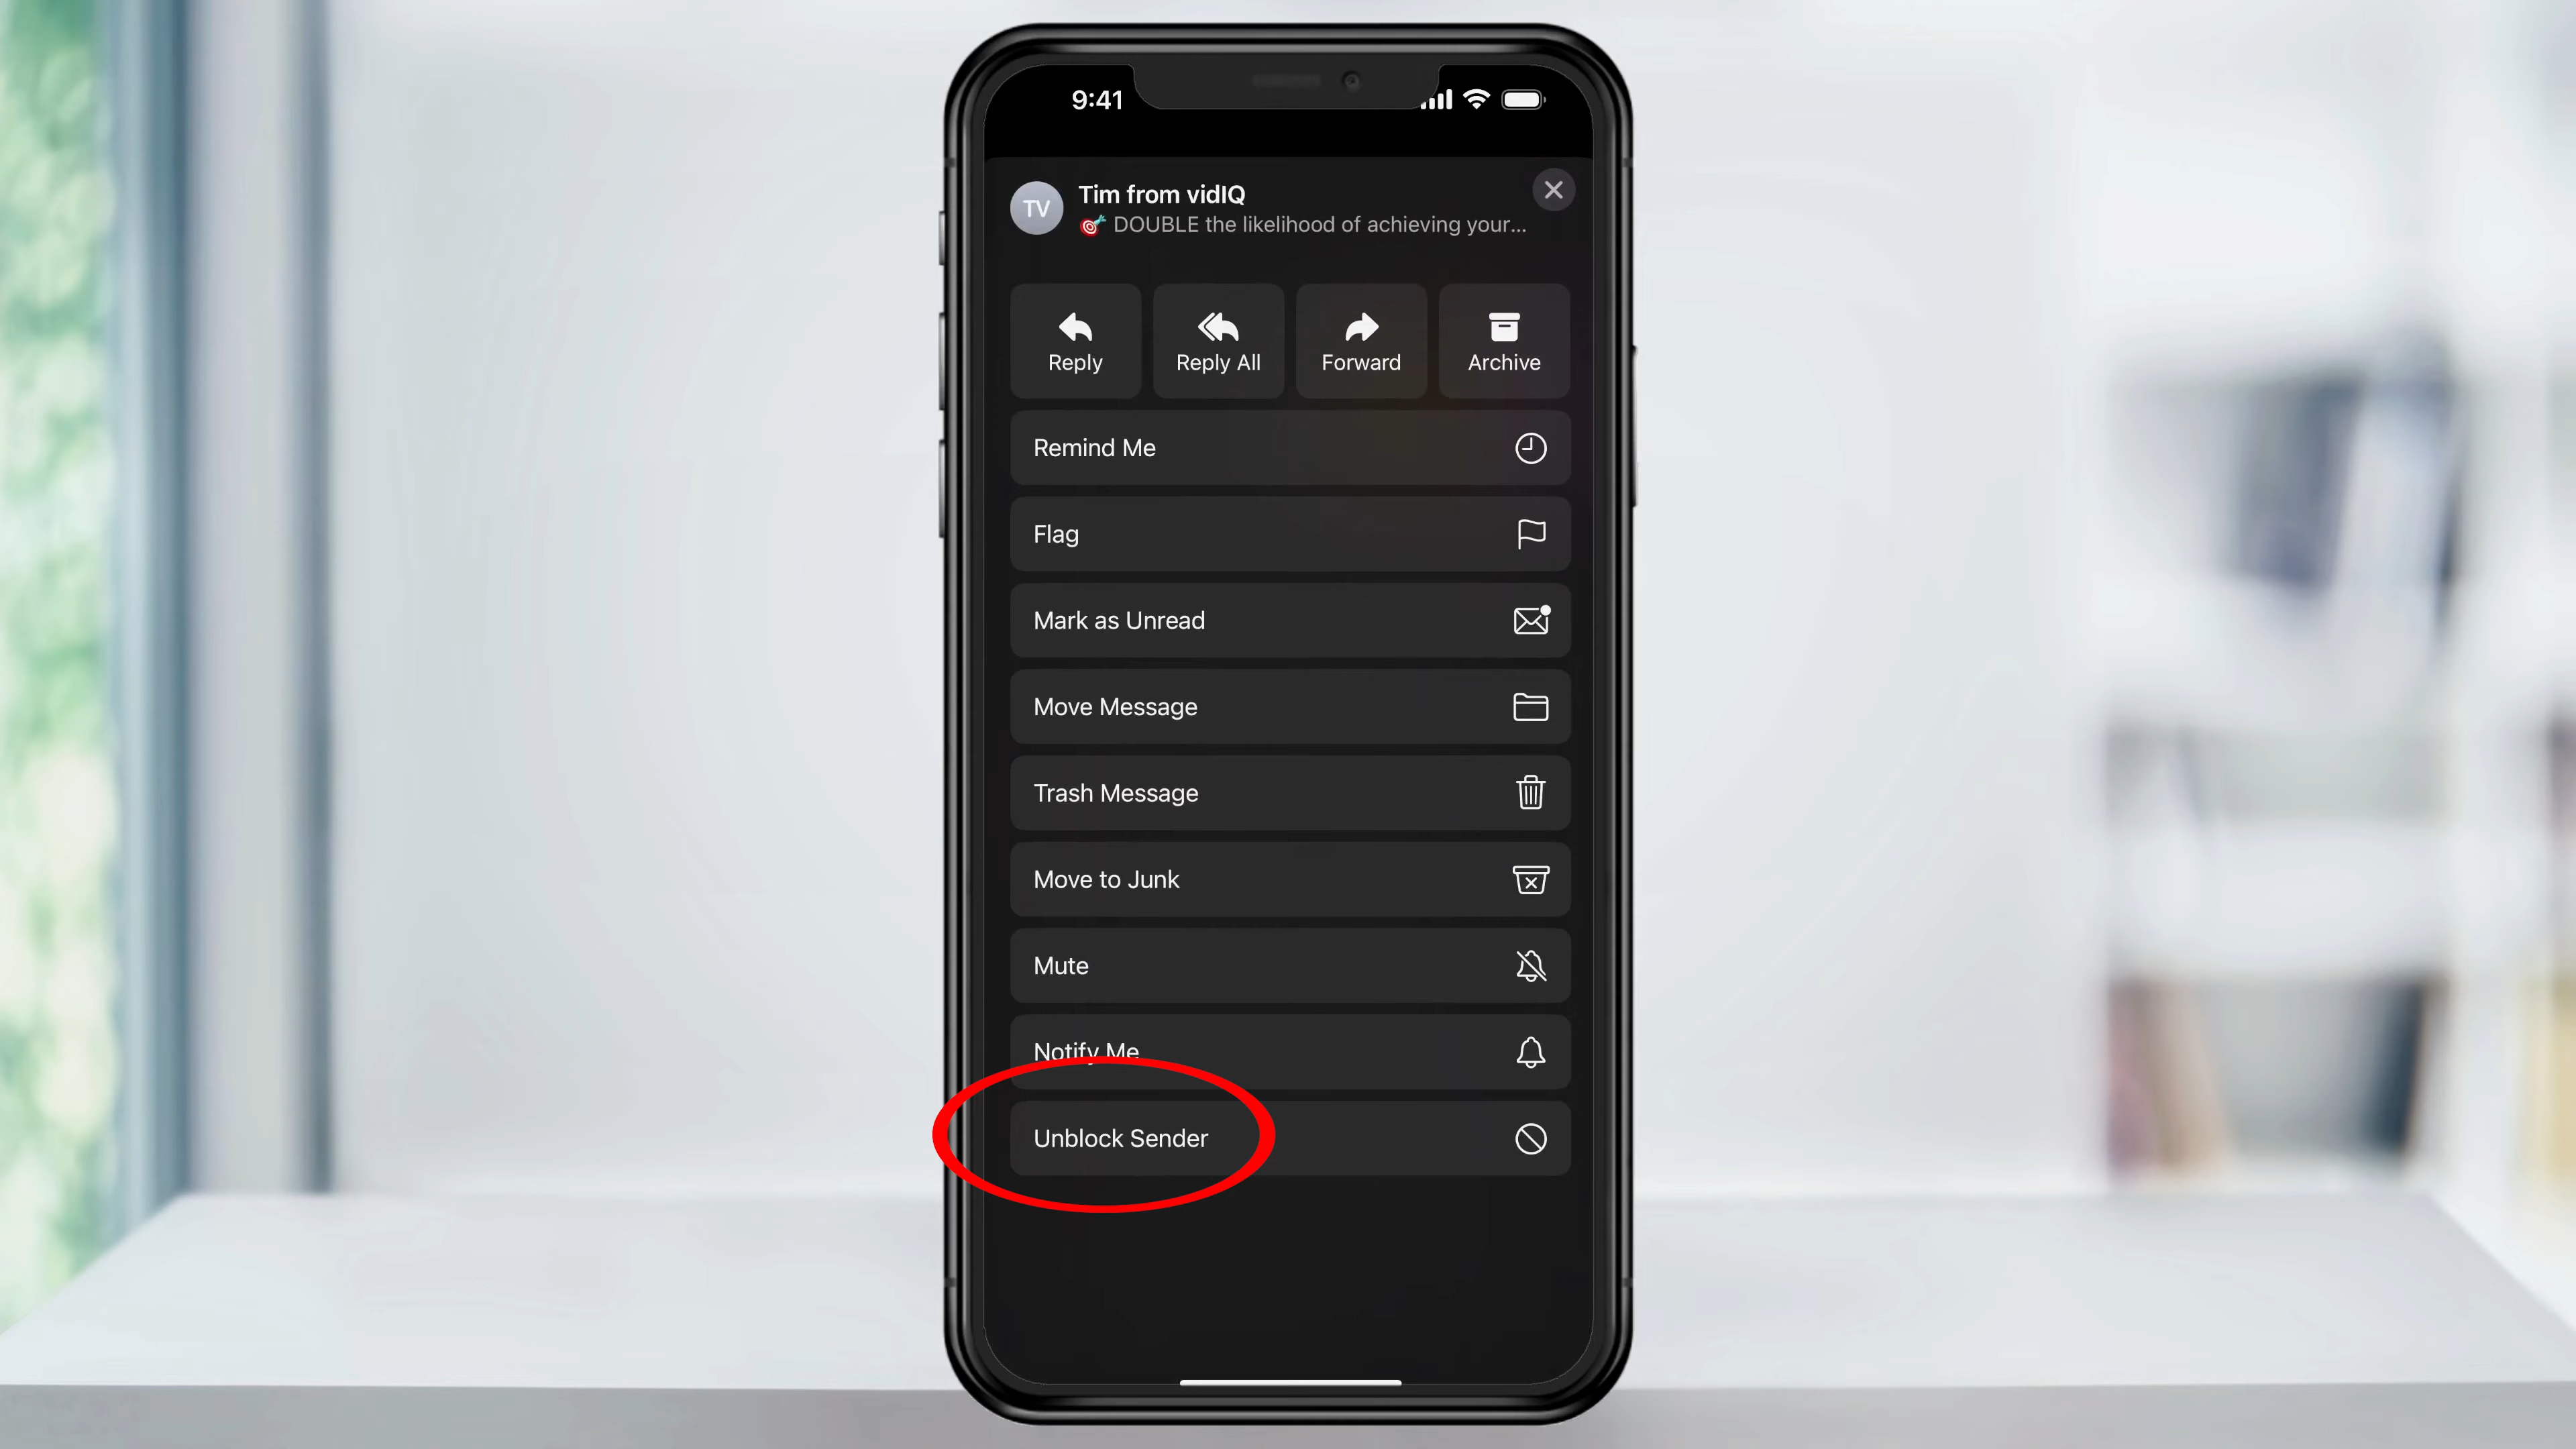 9:41
TV
Tim from vidIQ
🎯 DOUBLE the likelihood of achieving your...
Reply
Reply All
Forward
Archive
Remind Me
Flag
Mark as Unread
Move Message
Trash Message
Move to Junk
Mute
Notify Me
Unblock Sender